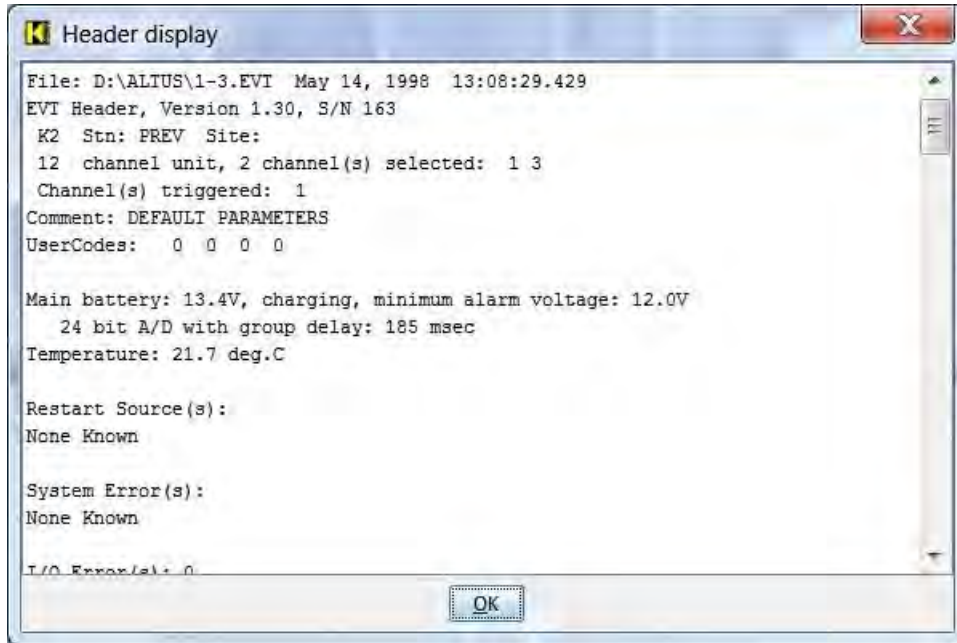 Header display
File: D:\ALTUS\1-3.EVT May 14, 1998 13:08:29.429
EVT Header, Version 1.30, S/N 163
K2 Stn: PREV Site:
12 channel unit, 2 channel(s) selected: 1 3
Channel(s) triggered: 1
Comment: DEFAULT PARAMETERS
UserCodes: 0 0 0 0
Main battery: 13.4V, charging, minimum alarm voltage: 12.0V
24 bit A/D with group delay: 185 msec
Temperature: 21.7 deg.C
Restart Source(s):
None Known
System Error(s):
None Known
I/O Error(s): 0
OK